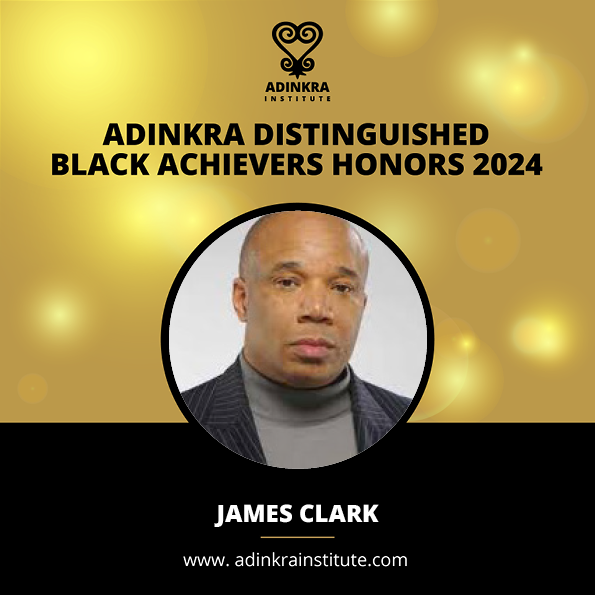 ADINKRA
INSTITUTE
ADINKRA DISTINGUISHED
BLACK ACHIEVERS HONORS 2024
JAMES CLARK
www. adinkrainstitute.com